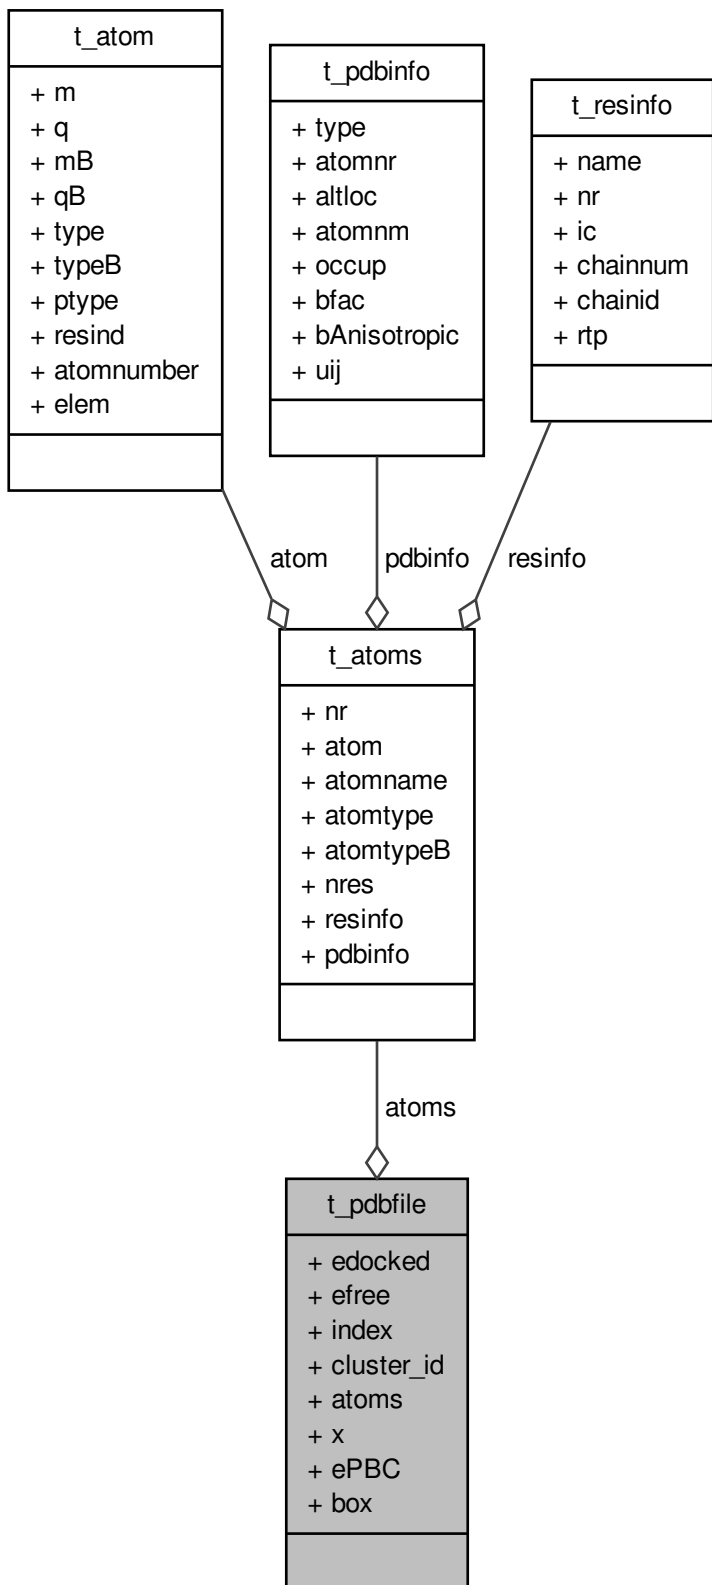 t_atom
+ m
+ q
+ mB
+ qB
+ type
+ typeB
+ ptype
+ resind
+ atomnumber
+ elem
t_pdbinfo
+ type
+ atomnr
+ altloc
+ atomnm
+ occup
+ bfac
+ bAnisotropic
+ uij
t_resinfo
+ name
+ nr
+ ic
+ chainnum
+ chainid
+ rtp
atom
pdbinfo
resinfo
t_atoms
+ nr
+ atom
+ atomname
+ atomtype
+ atomtypeB
+ nres
+ resinfo
+ pdbinfo
atoms
t_pdbfile
+ edocked
+ efree
+ index
+ cluster_id
+ atoms
+ x
+ ePBC
+ box